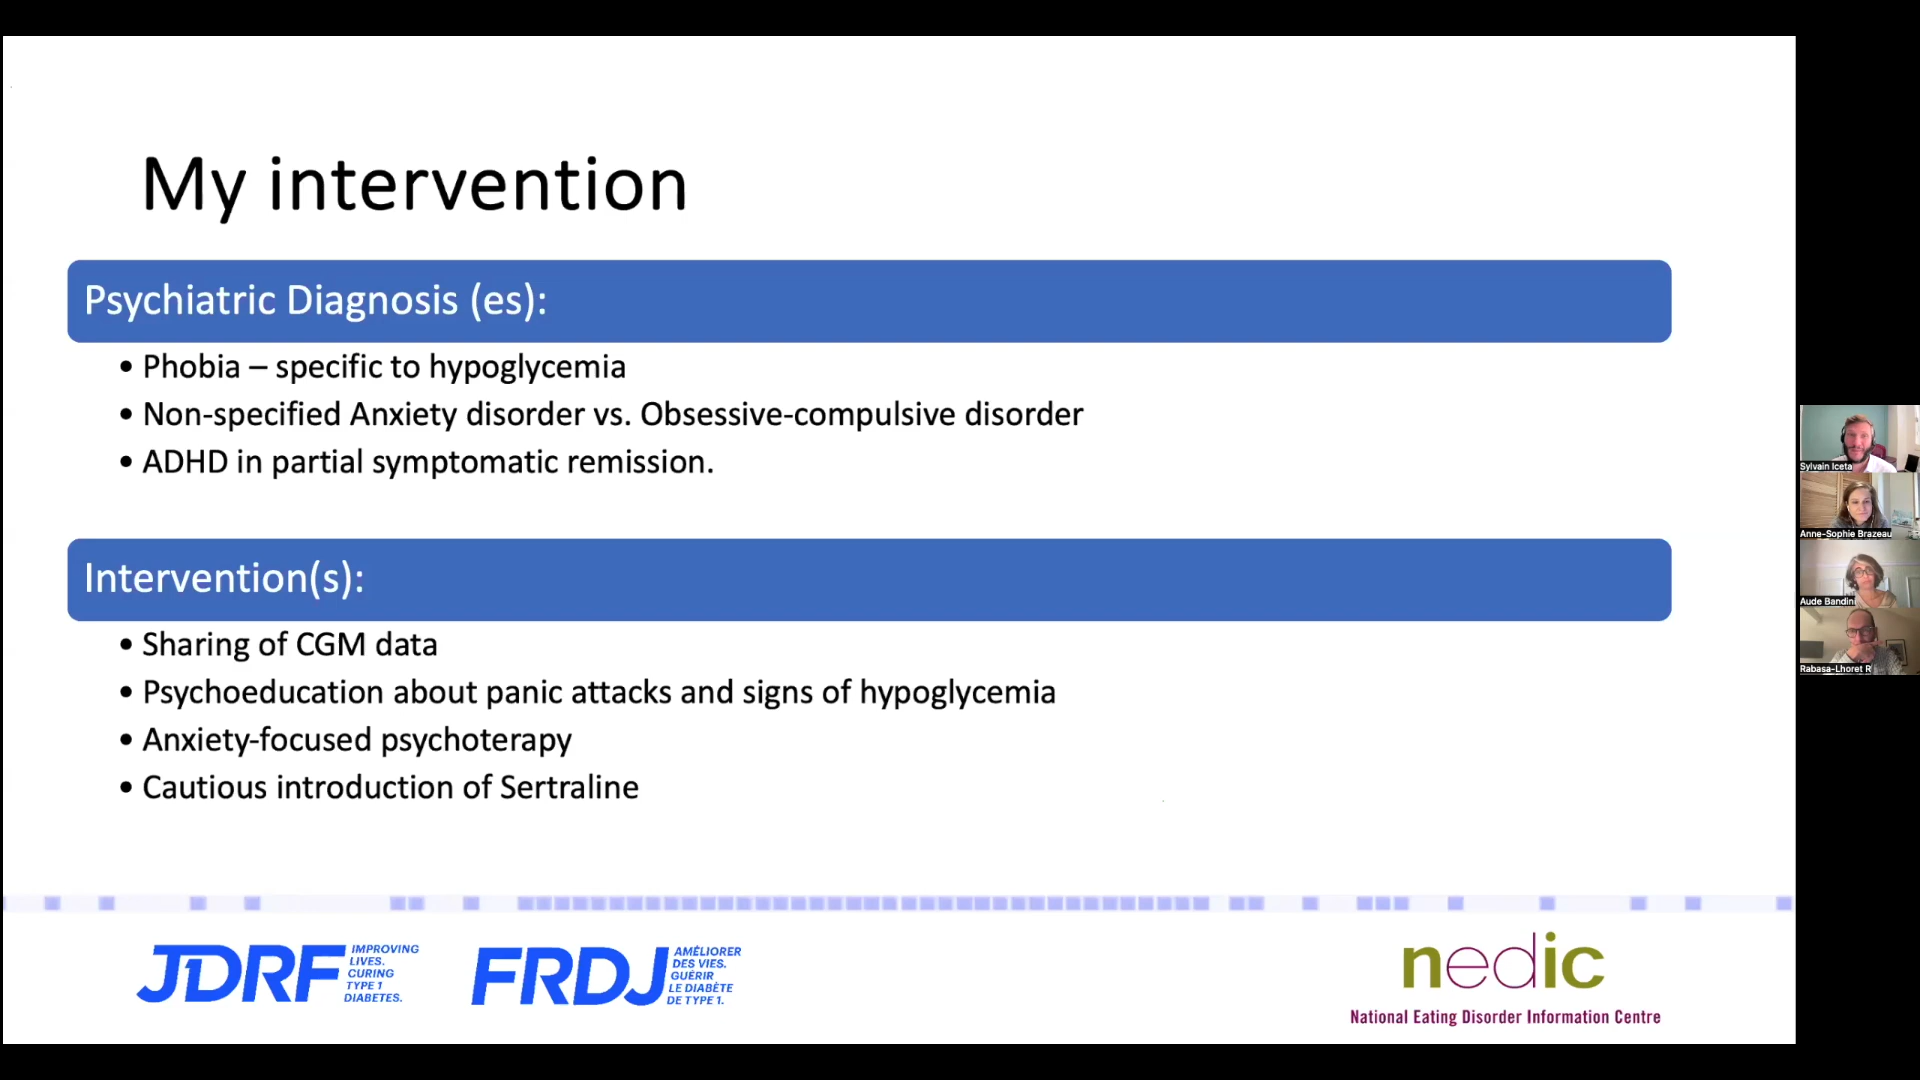 My intervention
Psychiatric Diagnosis (es):
• Phobia – specific to hypoglycemia
• Non-specified Anxiety disorder vs. Obsessive-compulsive disorder
• ADHD in partial symptomatic remission.
Intervention(s):
• Sharing of CGM data
• Psychoeducation about panic attacks and signs of hypoglycemia
• Anxiety-focused psychoterapy
• Cautious introduction of Sertraline
Sylvain Iceta
Anne-Sophie Brazeau
Aude Bandini
Rabasa-Lhoret R
JDRF
IMPROVING
LIVES.
CURING
TYPE 1
DIABETES.
FRDJ
AMÉLIORER
DES VIES.
GUÉRIR
LE DIABÈTE
DE TYPE 1.
nedic
National Eating Disorder Information Centre